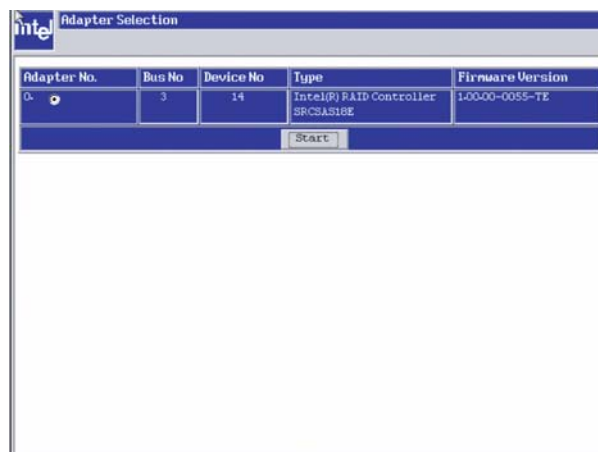 intel
Adapter Selection
Adapter No. Bus No Device No Type Firmware Version
0. 3 14 Intel(R) RAID Controller 1.00.00-0055-TE
SRCSAS18E
Start